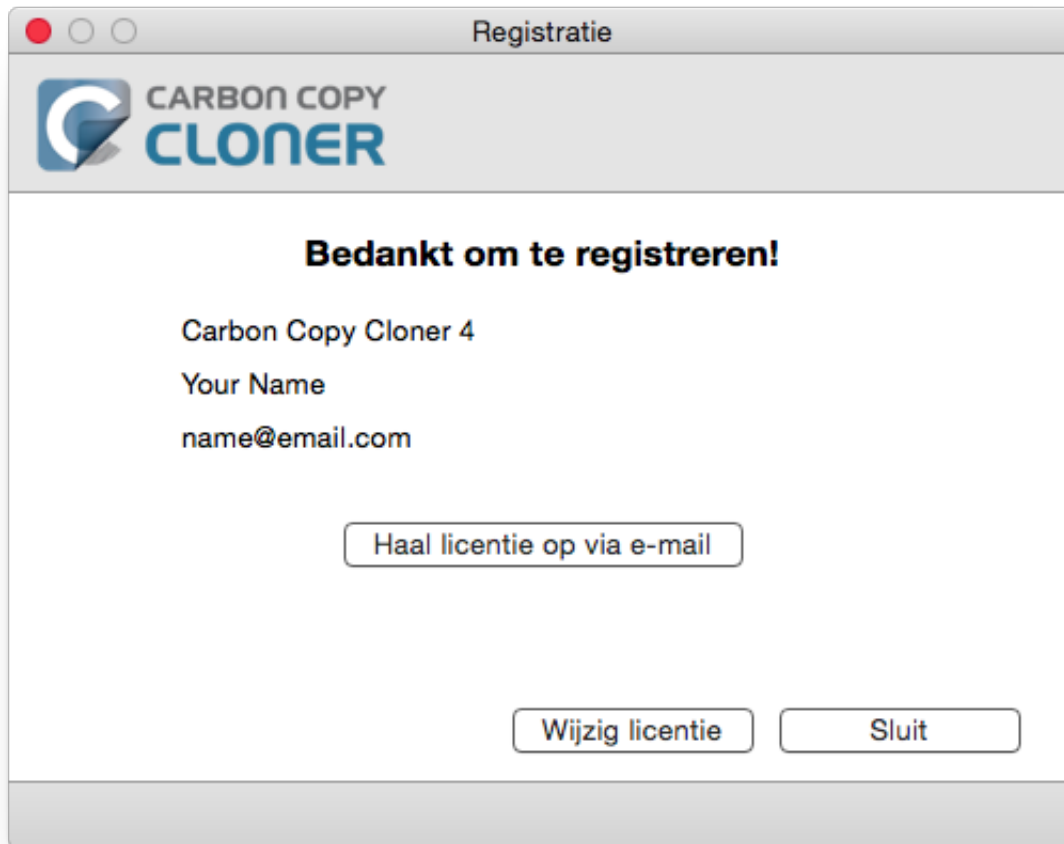 Registratie
CARBON COPY
CLONER
Bedankt om te registreren!
Carbon Copy Cloner 4
Your Name
name@email.com
Haal licentie op via e-mail
Wijzig licentie
Sluit